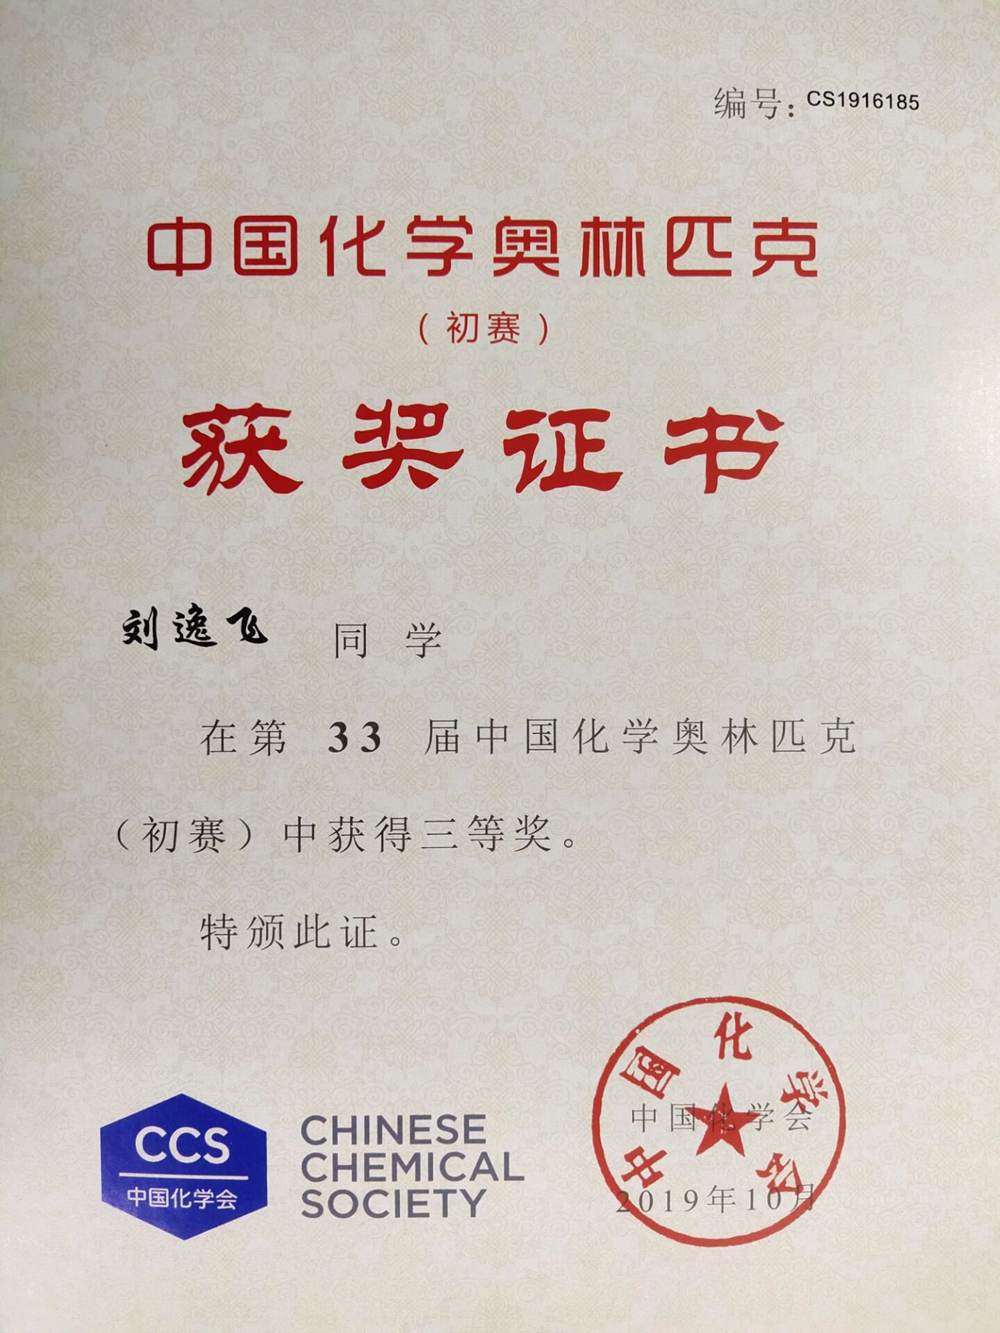 编号：CS1916185
中国化学奥林匹克
（初赛）
获奖证书
刘逸飞 同学
在第 33 届中国化学奥林匹克
（初赛）中获得三等奖。
特颁此证。
CCS
中国化学会
CHINESE
CHEMICAL
SOCIETY
中国化学会
中国化学会
2019年10月